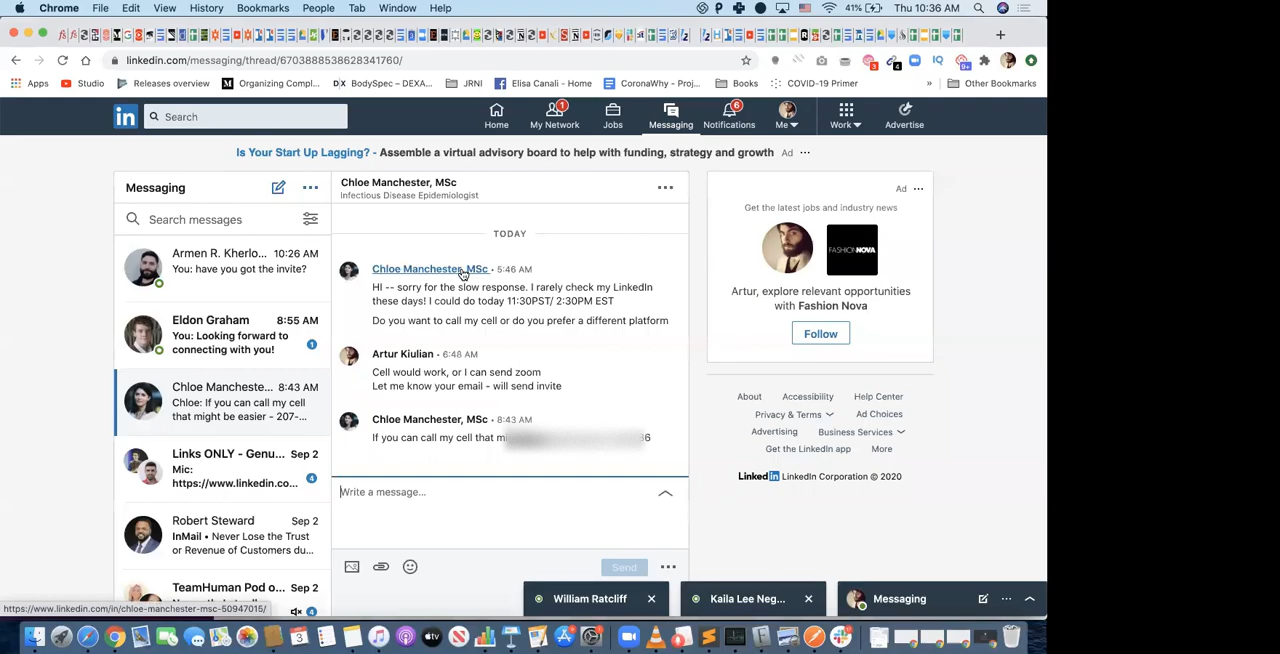 Chrome File Edit View History Bookmarks People Tab Window Help
41% Thu 10:36 AM
linkedin.com/messaging/thread/6703888538628341760/
Apps Studio Releases overview Organizing Compl... BodySpec – DEXA... JRNI Elisa Canali - Home CoronaWhy - Proj... Books COVID-19 Primer » Other Bookmarks
Search
Home My Network Jobs Messaging Notifications Me Work Advertise
1
6
Is Your Start Up Lagging? - Assemble a virtual advisory board to help with funding, strategy and growth Ad
Messaging
Search messages
Armen R. Kherlo... 10:26 AM
You: have you got the invite?
Eldon Graham 8:55 AM
You: Looking forward to
connecting with you! 1
Chloe Mancheste... 8:43 AM
Chloe: If you can call my cell
that might be easier - 207-...
Links ONLY - Genu... Sep 2
Mic:
https://www.linkedin.co... 4
Robert Steward Sep 2
InMail • Never Lose the Trust
or Revenue of Customers du...
TeamHuman Pod o... Sep 2
4
https://www.linkedin.com/in/chloe-manchester-msc-50947015/
Chloe Manchester, MSc
Infectious Disease Epidemiologist
TODAY
Chloe Manchester, MSc • 5:46 AM
HI -- sorry for the slow response. I rarely check my LinkedIn
these days! I could do today 11:30PST/ 2:30PM EST
Do you want to call my cell or do you prefer a different platform
Artur Kiulian • 6:48 AM
Cell would work, or I can send zoom
Let me know your email - will send invite
Chloe Manchester, MSc • 8:43 AM
If you can call my cell that
Write a message...
Send
Ad
Get the latest jobs and industry news
FASHIONNOVA
Artur, explore relevant opportunities
with Fashion Nova
Follow
About Accessibility Help Center
Privacy & Terms Ad Choices
Advertising Business Services
Get the LinkedIn app More
LinkedIn LinkedIn Corporation © 2020
William Ratcliff
Kaila Lee Neg...
Messaging